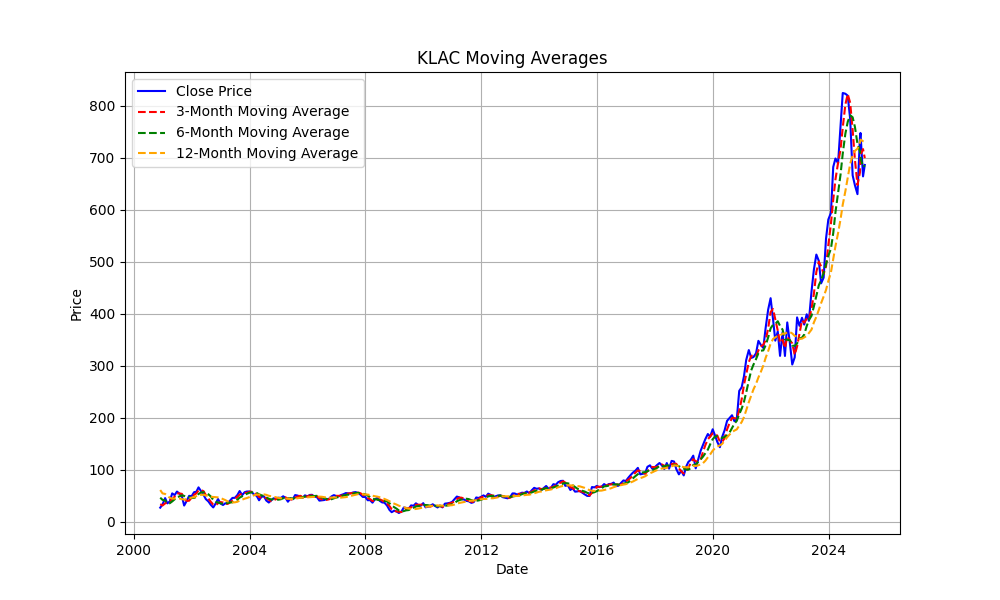 KLAC Moving Averages
Close Price
3-Month Moving Average
6-Month Moving Average
12-Month Moving Average
800
700
600
500
400
300
200
100
0
Price
2000 2004 2008 2012 2016 2020 2024
Date